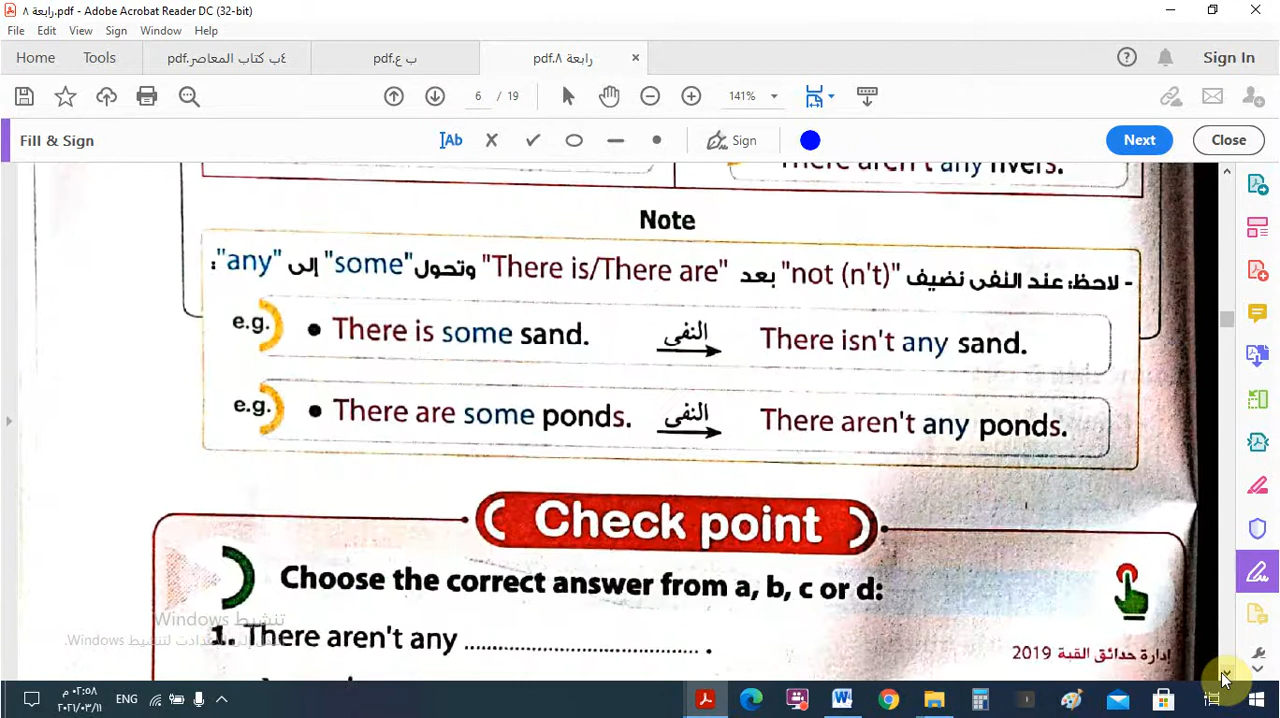 رابعة ٨.pdf - Adobe Acrobat Reader DC (32-bit)
File Edit View Sign Window Help
Home Tools ٤ب كتاب المعاصر.pdf ب ع.pdf رابعة ٨.pdf Sign In
6 / 19 141%
Fill & Sign Ab Sign Next Close
There aren't any rivers.
Note
- لاحظ: عند النفى نضيف "not (n't)" بعد "There is/There are" وتحول "some" إلى "any":
e.g. • There is some sand. النفى There isn't any sand.
e.g. • There are some ponds. النفى There aren't any ponds.
Check point
Choose the correct answer from a, b, c or d:
تنشيط Windows
1. There aren't any .
إدارة حدائق القبة 2019
ENG ٠٢:٥٨ م
٢٠٢١/٠٣/١١